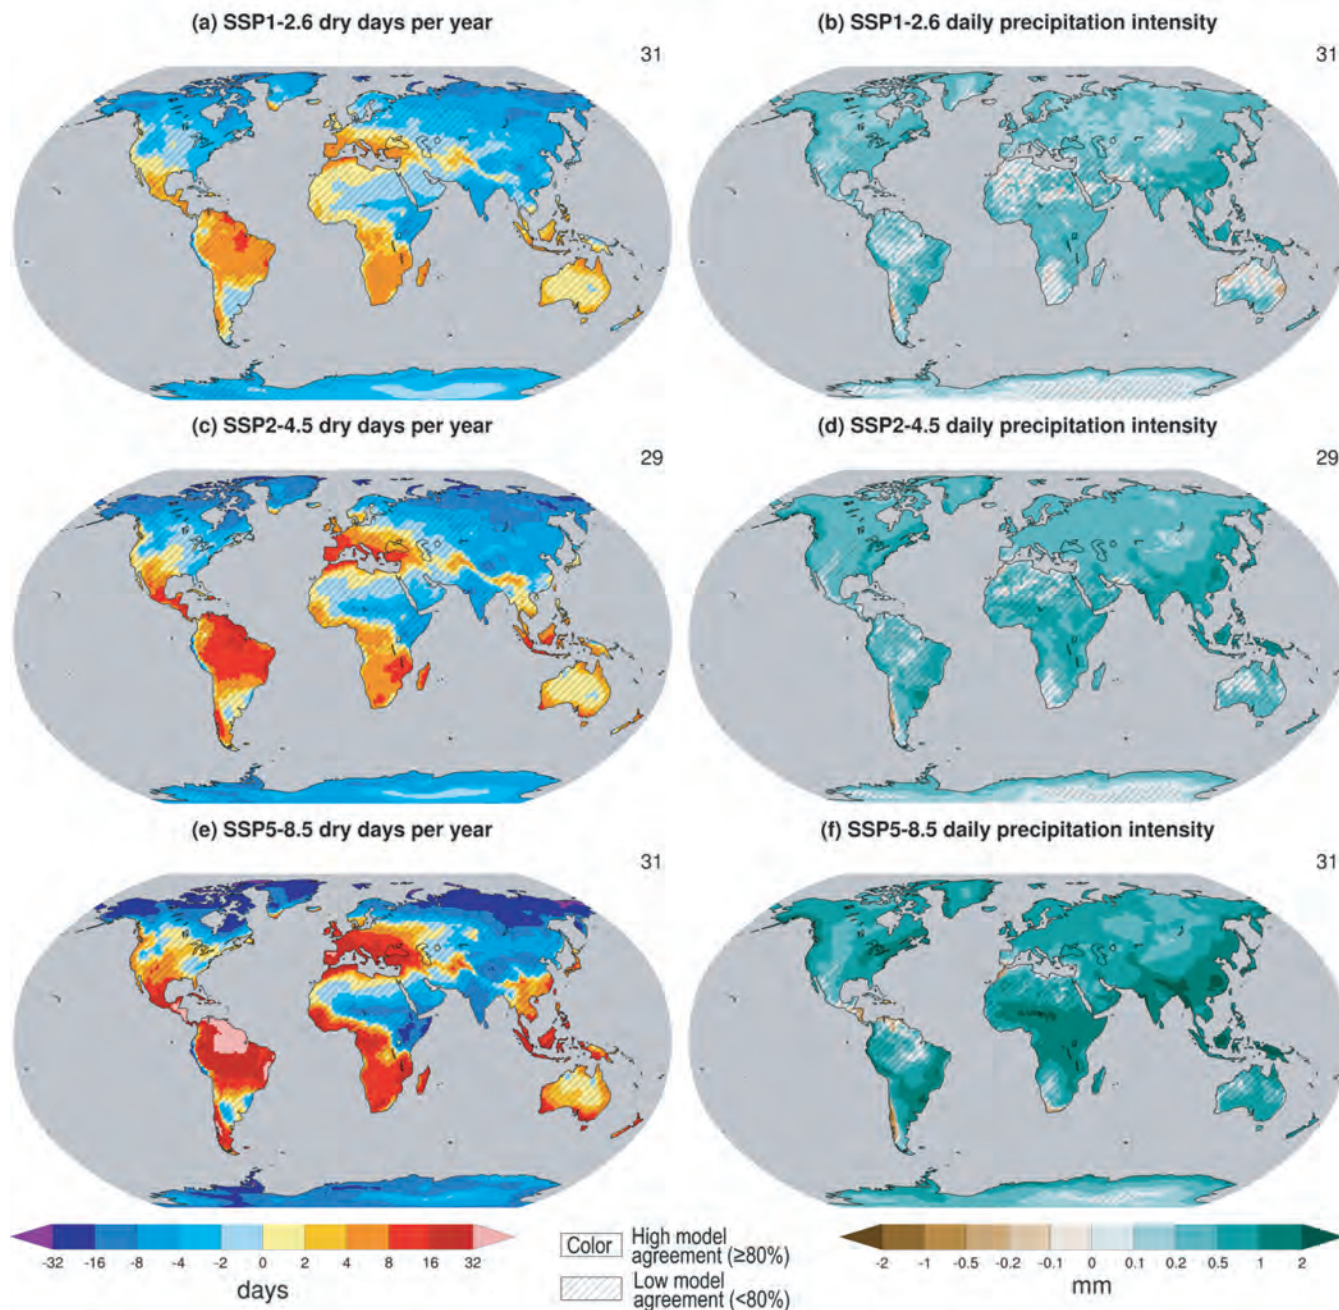 (a) SSP1-2.6 dry days per year
(b) SSP1-2.6 daily precipitation intensity
31
31
(c) SSP2-4.5 dry days per year
(d) SSP2-4.5 daily precipitation intensity
29
29
(e) SSP5-8.5 dry days per year
(f) SSP5-8.5 daily precipitation intensity
31
31
-32 -16 -8 -4 -2 0 2 4 8 16 32
days
Color High model agreement (≥80%)
Low model agreement (<80%)
-2 -1 -0.5 -0.2 -0.1 0 0.1 0.2 0.5 1 2
mm